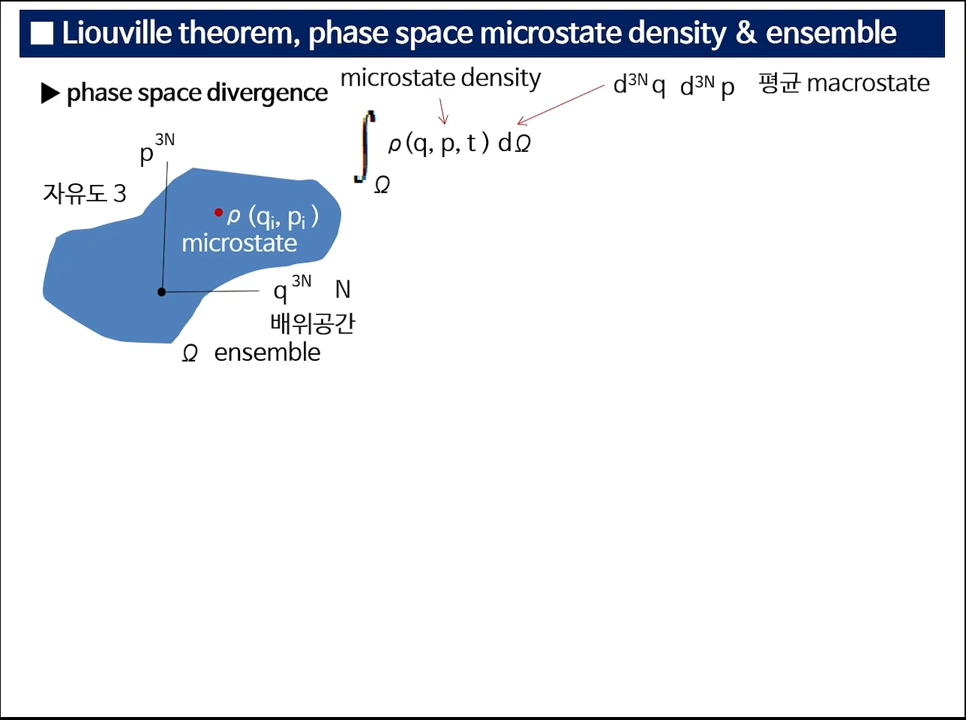 ■ Liouville theorem, phase space microstate density & ensemble
▶ phase space divergence
microstate density
d³ᴺ q d³ᴺ p 평균 macrostate
∫_Ω ρ (q, p, t ) dΩ
p³ᴺ
자유도 3
ρ (qᵢ, pᵢ )
microstate
q³ᴺ N
배위공간
Ω ensemble